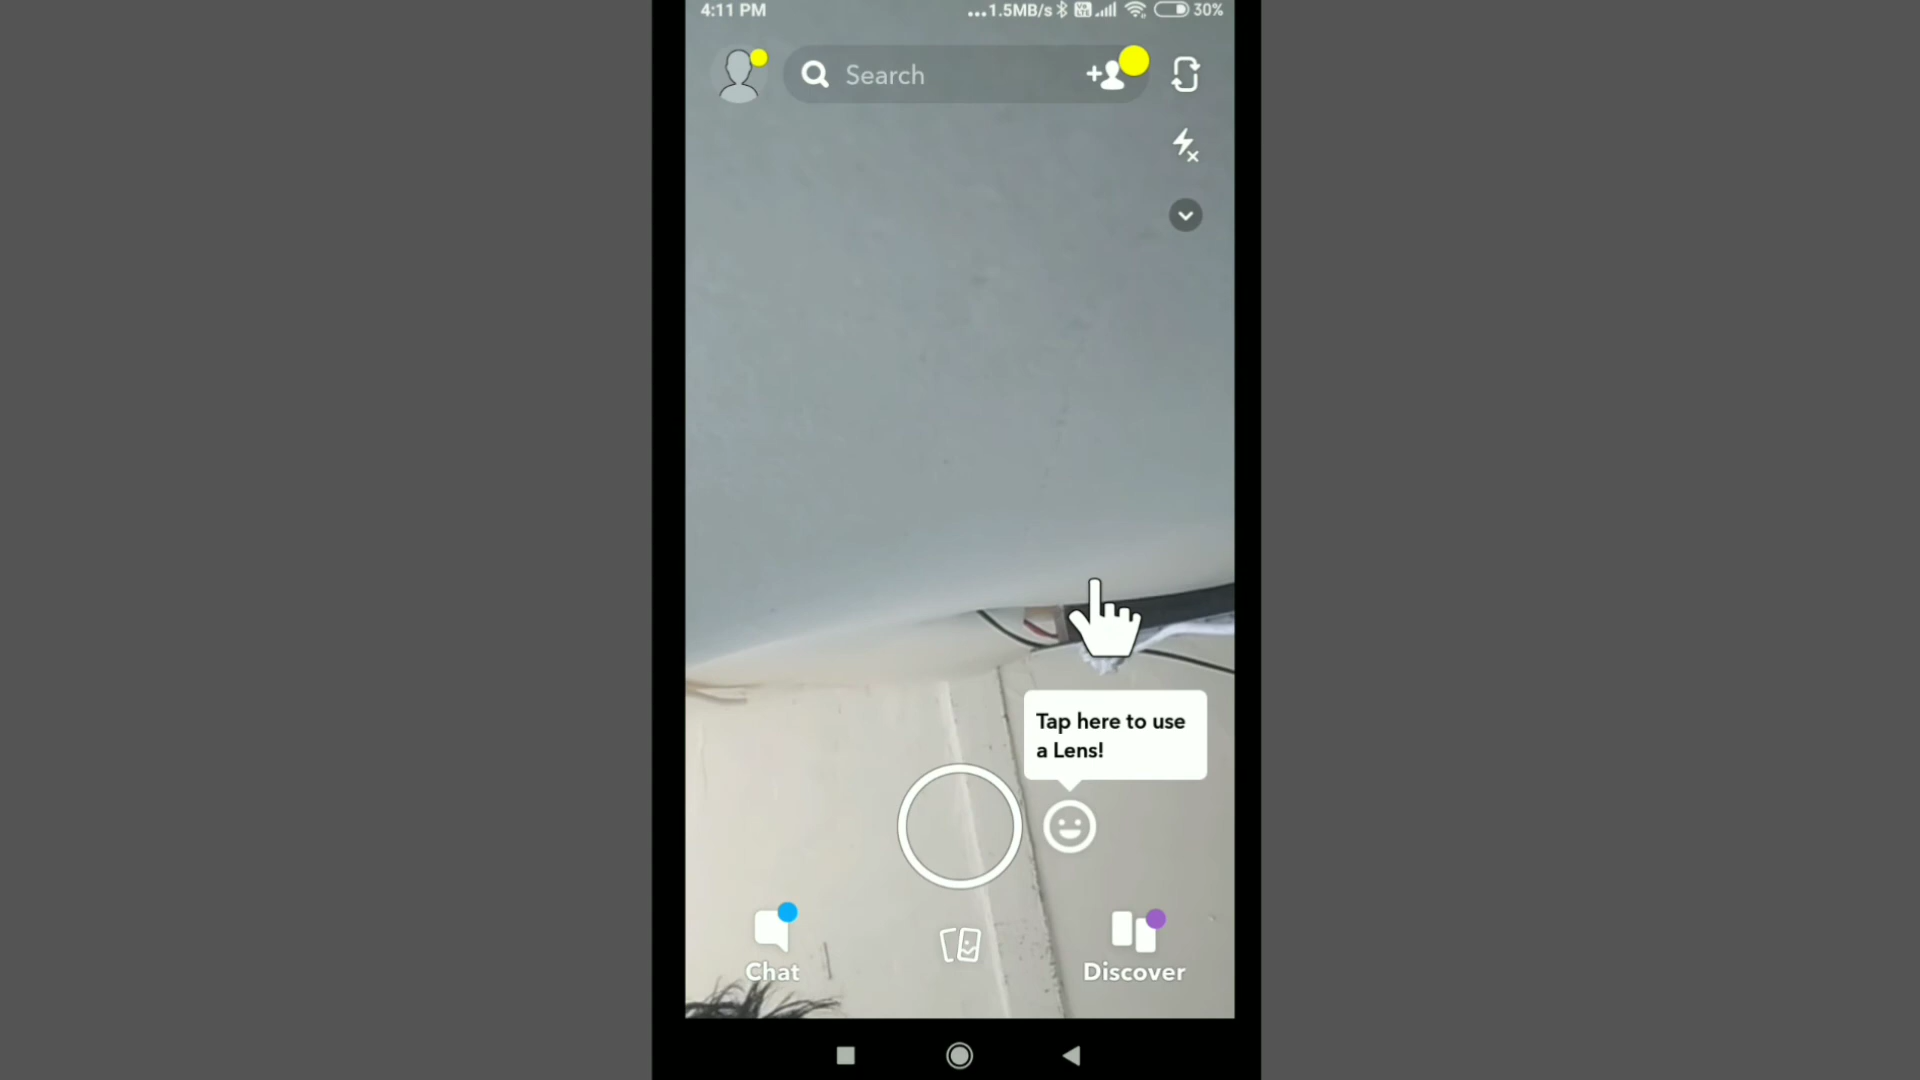 4:11 PM ...1.5MB/s 30%
Search
Tap here to use
a Lens!
Chat
Discover